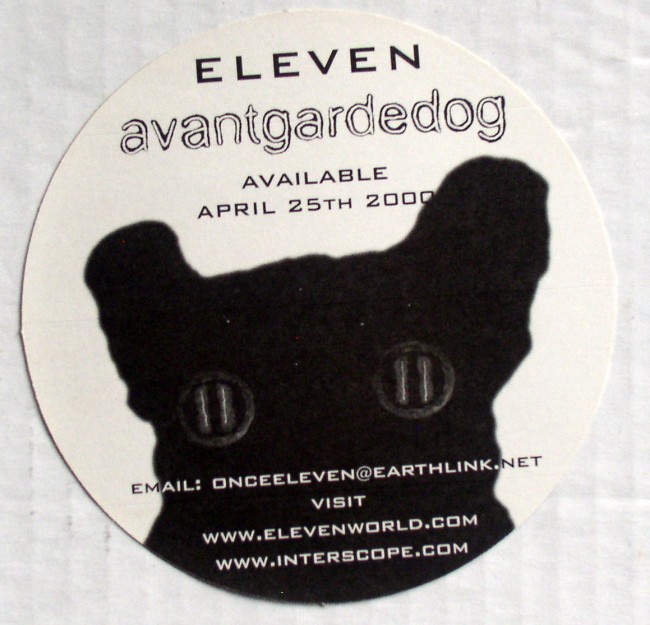 ELEVEN
avantgardedog
AVAILABLE
APRIL 25TH 2000
EMAIL: ONCEELEVEN@EARTHLINK.NET
VISIT
WWW.ELEVENWORLD.COM
WWW.INTERSCOPE.COM